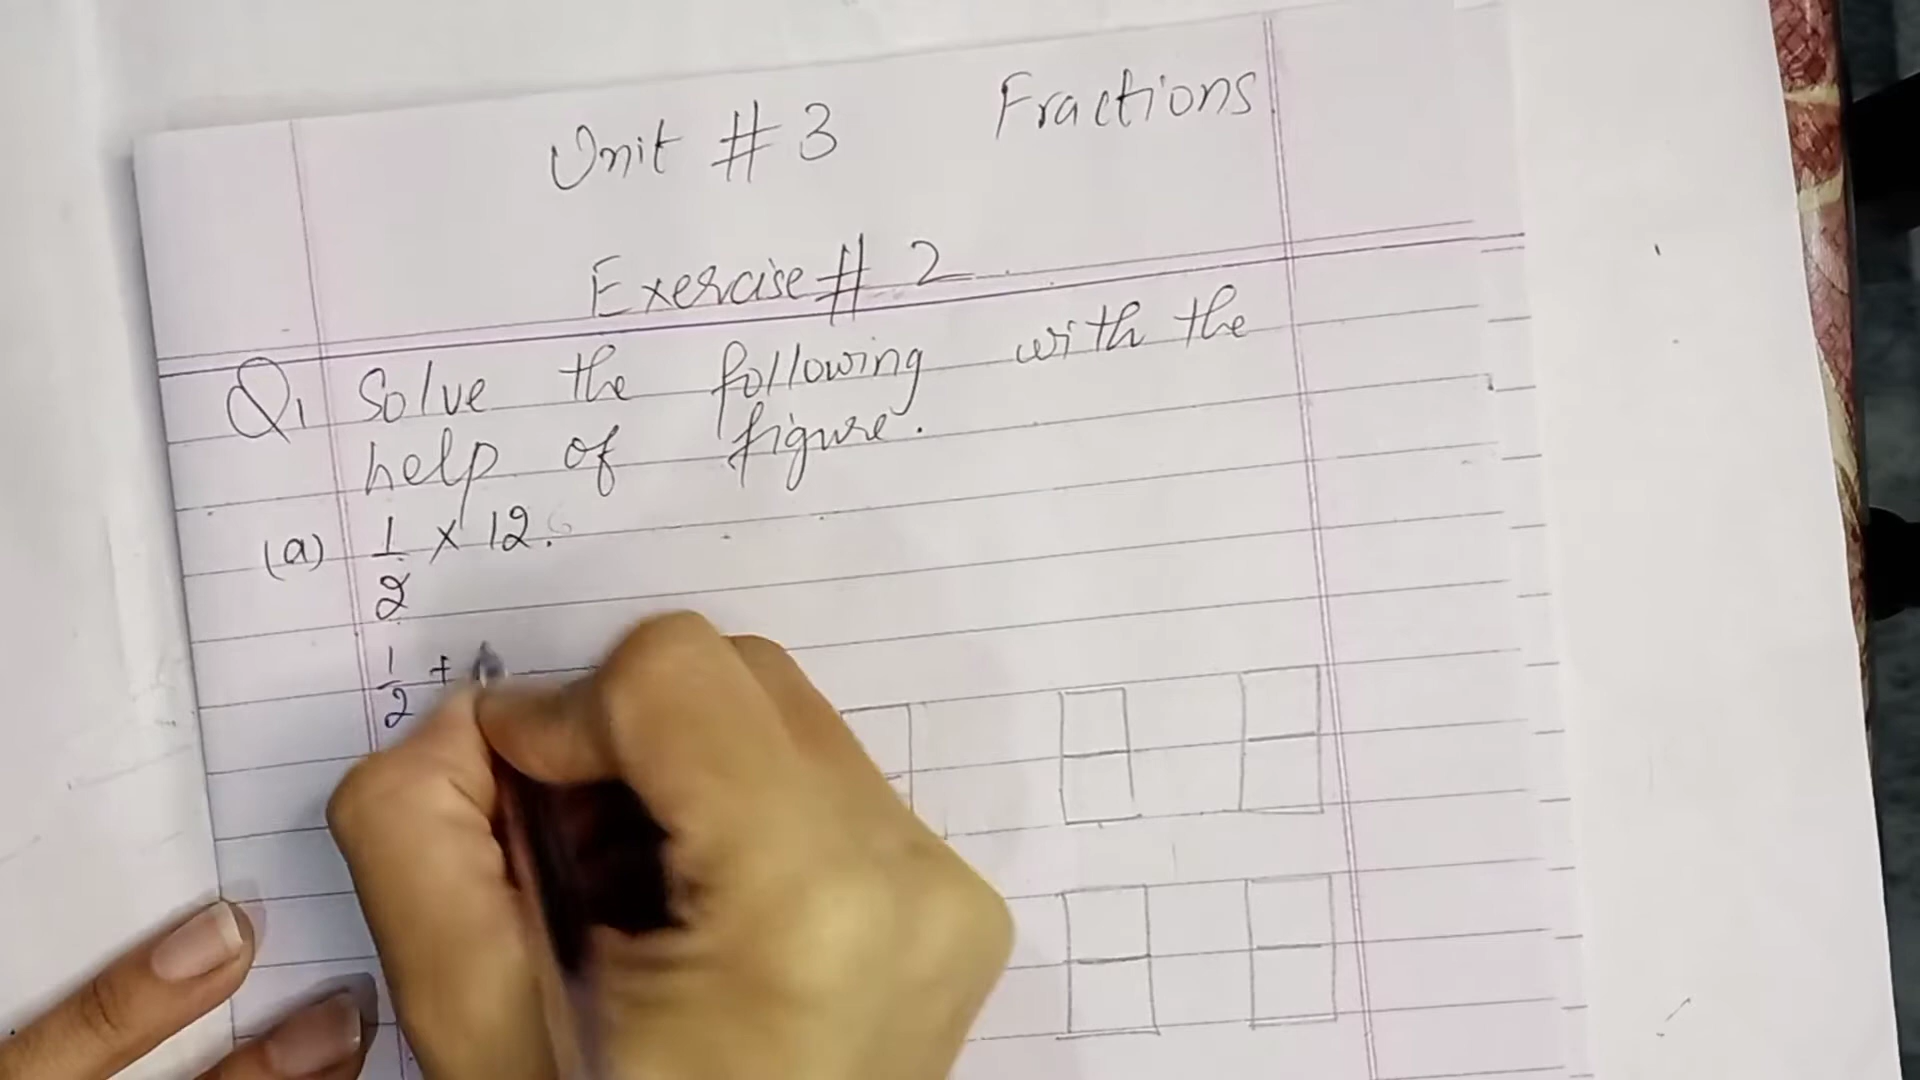 Unit # 3 Fractions
Exercise # 2
Q1 Solve the following with the
help of figure.
(a) 1/2 × 12.
1/2 +